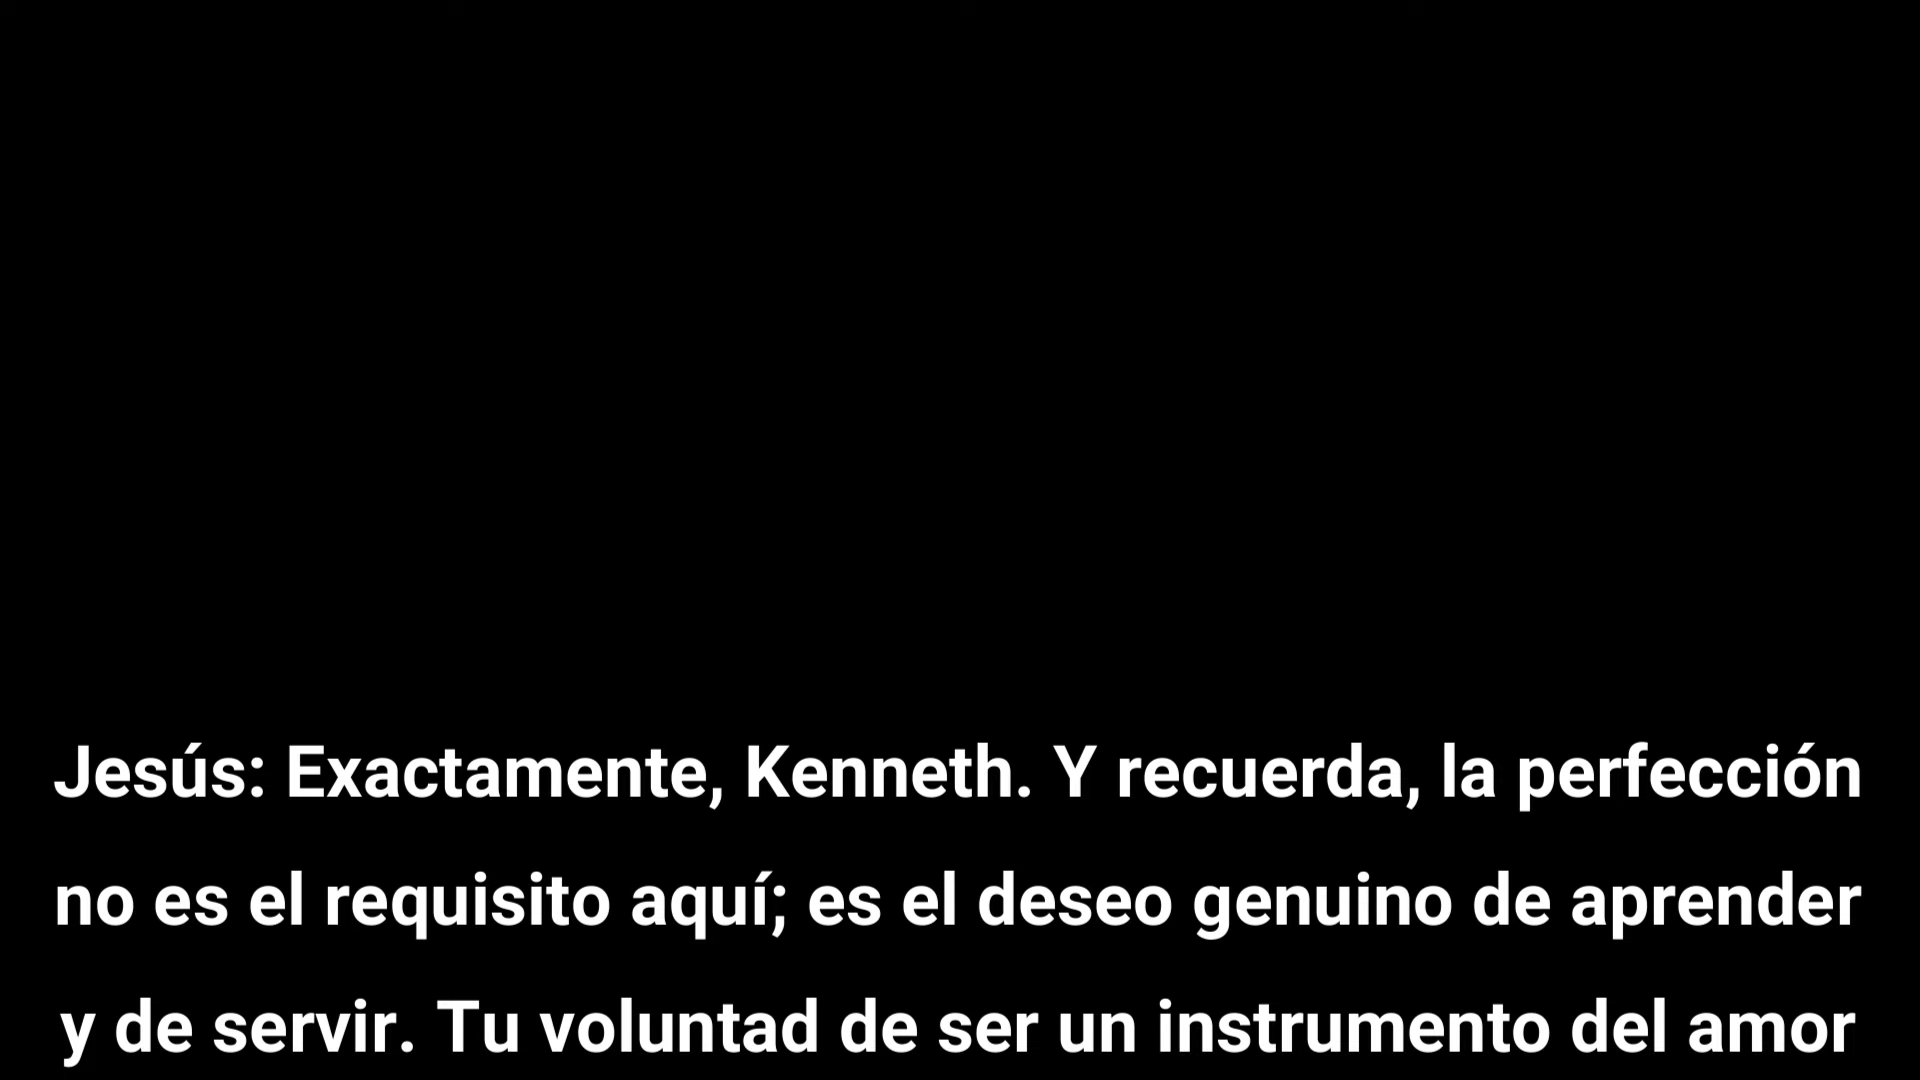 Jesús: Exactamente, Kenneth. Y recuerda, la perfección
no es el requisito aquí; es el deseo genuino de aprender
y de servir. Tu voluntad de ser un instrumento del amor